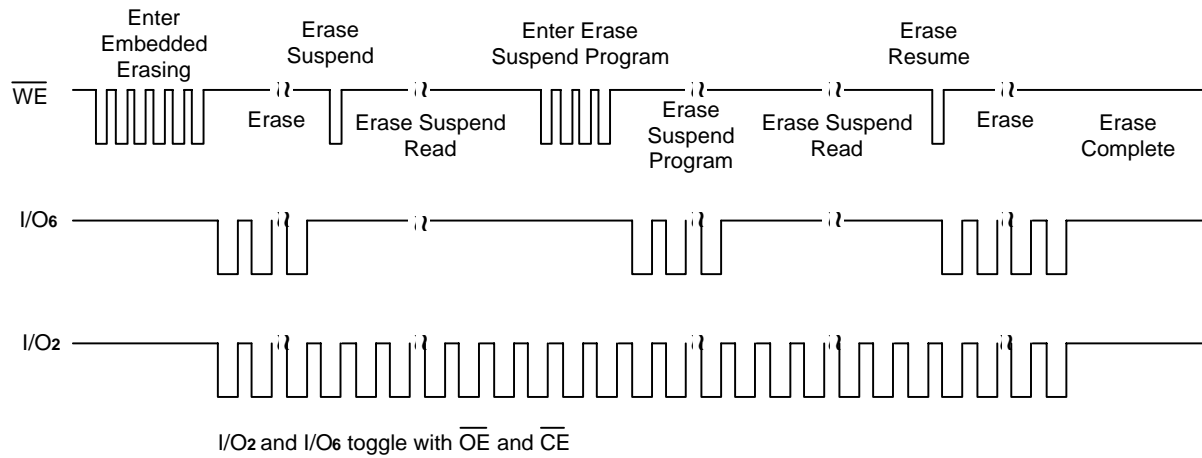 Enter
Embedded
Erasing
Erase
Suspend
Enter Erase
Suspend Program
Erase
Resume
WE
Erase
Erase Suspend
Read
Erase
Suspend
Program
Erase Suspend
Read
Erase
Erase
Complete
I/O6
I/O2
I/O2 and I/O6 toggle with OE and CE